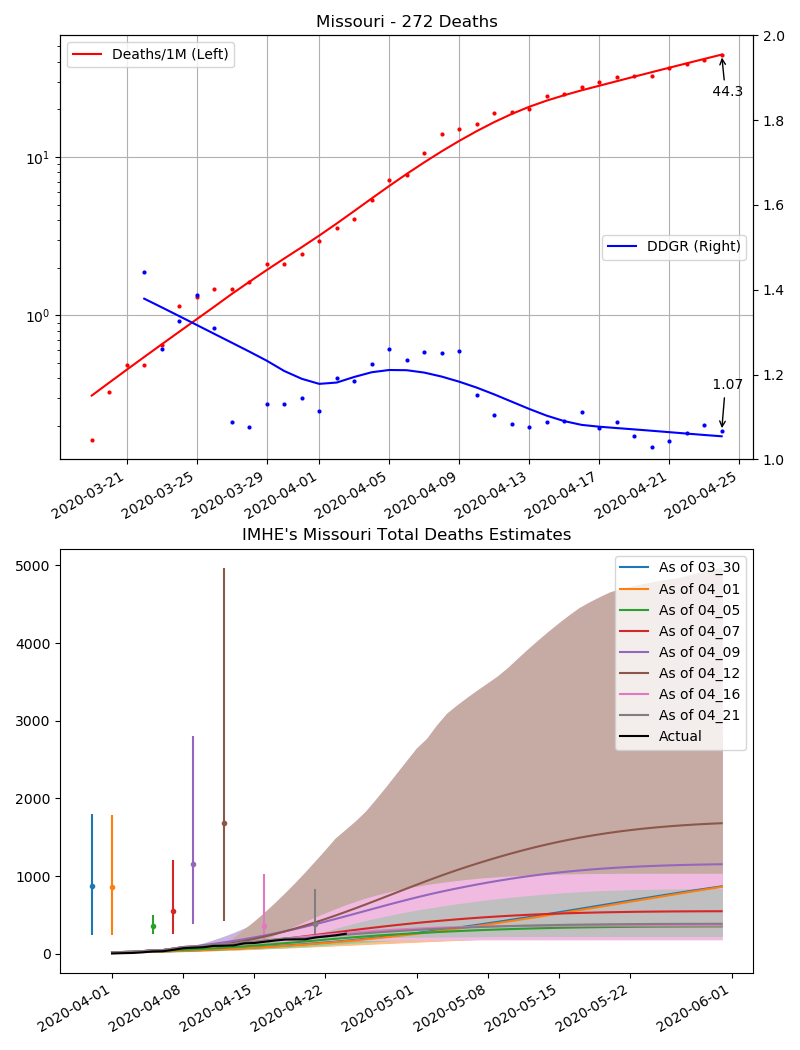 Missouri - 272 Deaths
Deaths/1M (Left)
2.0
44.3
1.8
10^1
1.6
DDGR (Right)
1.4
10^0
1.2
1.07
1.0
2020-03-21 2020-03-25 2020-03-29 2020-04-01 2020-04-05 2020-04-09 2020-04-13 2020-04-17 2020-04-21 2020-04-25
IMHE's Missouri Total Deaths Estimates
5000
4000
3000
2000
1000
0
As of 03_30
As of 04_01
As of 04_05
As of 04_07
As of 04_09
As of 04_12
As of 04_16
As of 04_21
Actual
2020-04-01 2020-04-08 2020-04-15 2020-04-22 2020-05-01 2020-05-08 2020-05-15 2020-05-22 2020-06-01